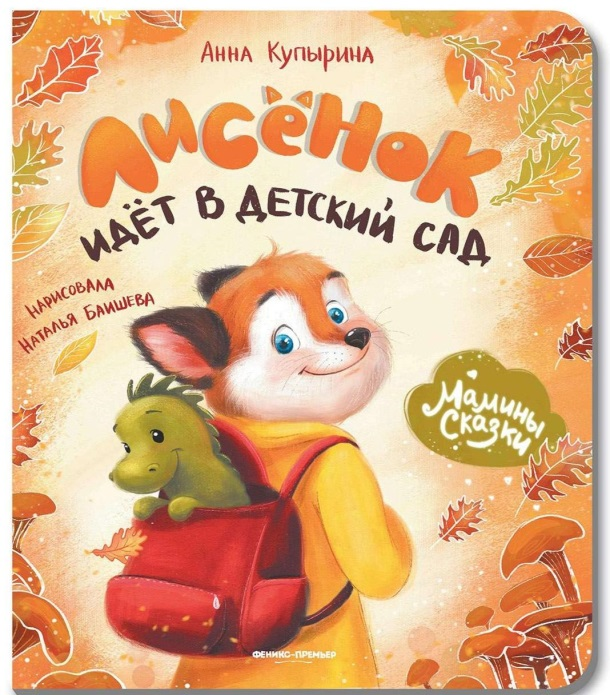 Анна Купырина
Лисёнок
идёт в детский сад
нарисовала
Наталья Баишева
Мамины
сказки
ФЕНИКС-ПРЕМЬЕР